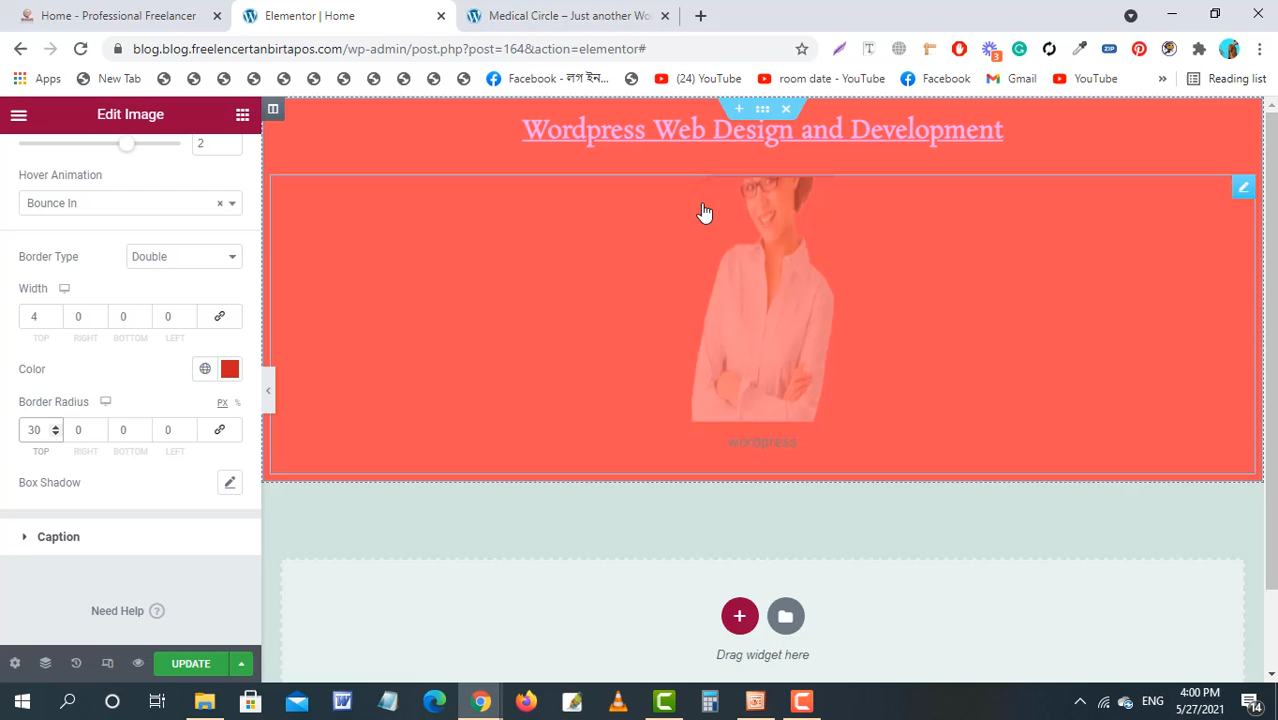 Home - Professional Freelancer
Elementor | Home
Medical Circle – Just another Wo
blog.blog.freelencertanbirtapos.com/wp-admin/post.php?post=164&action=elementor#
Apps
New Tab
Facebook - লগ ইন...
(24) YouTube
room date - YouTube
Facebook
Gmail
YouTube
»
Reading list
Edit Image
2
Hover Animation
Bounce In
Border Type
Double
Width
4 0 0 0
TOP RIGHT BOTTOM LEFT
Color
Border Radius
PX %
30 0 0 0
TOP RIGHT BOTTOM LEFT
Box Shadow
Caption
Need Help ?
UPDATE
Wordpress Web Design and Development
wordpress
Drag widget here
ENG
4:00 PM
5/27/2021
14